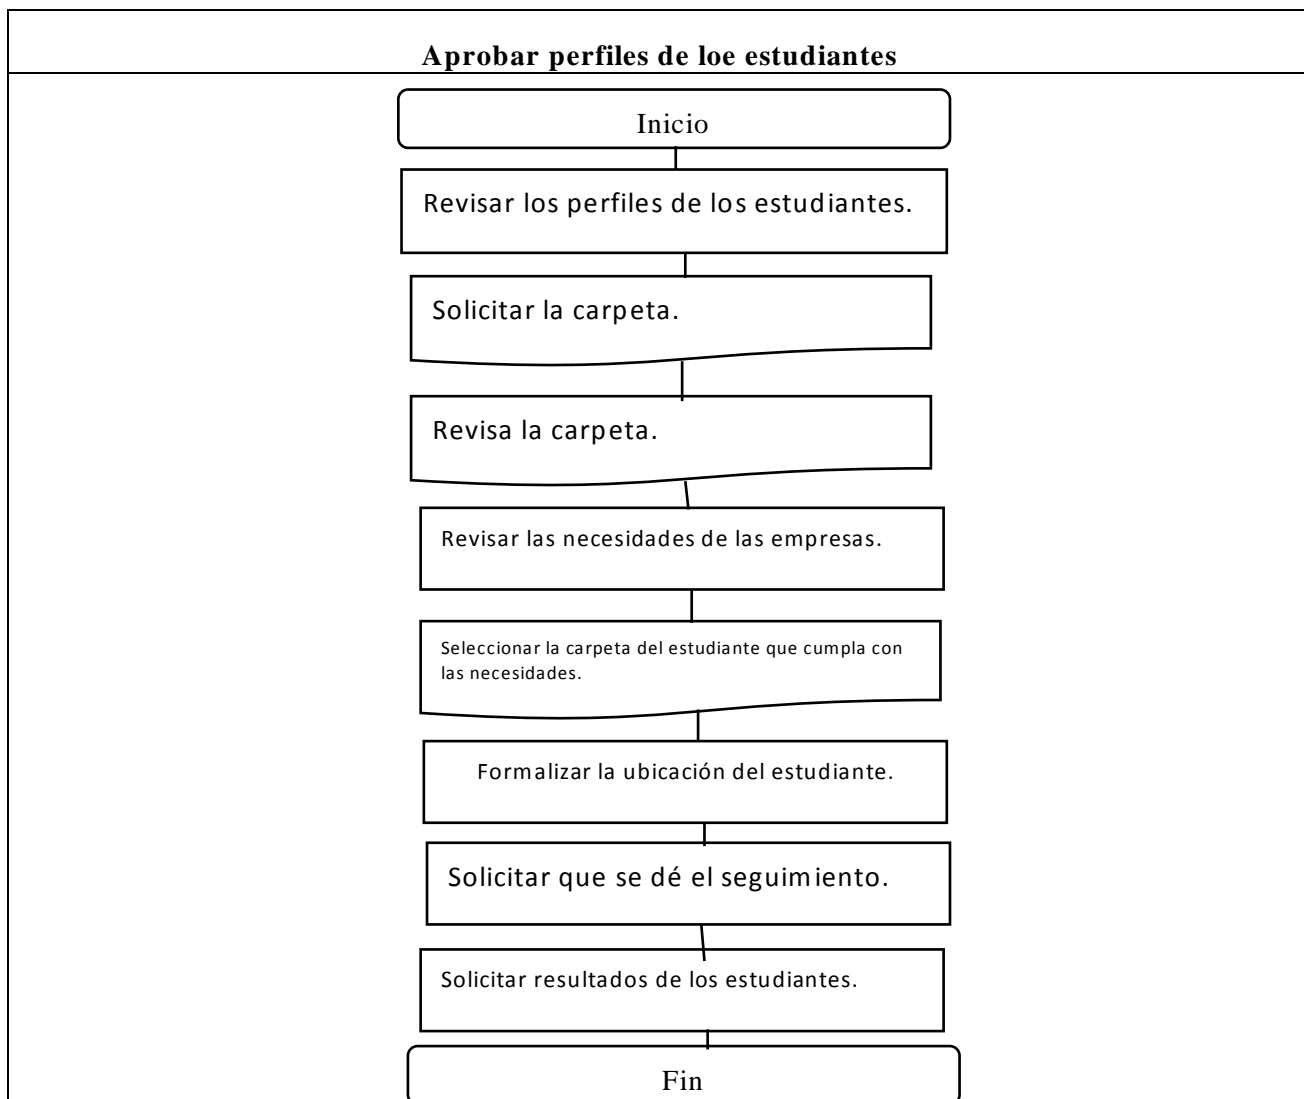 Aprobar perfiles de loe estudiantes
Inicio
Revisar los perfiles de los estudiantes.
Solicitar la carpeta.
Revisa la carpeta.
Revisar las necesidades de las empresas.
Seleccionar la carpeta del estudiante que cumpla con
las necesidades.
Formalizar la ubicación del estudiante.
Solicitar que se dé el seguimiento.
Solicitar resultados de los estudiantes.
Fin